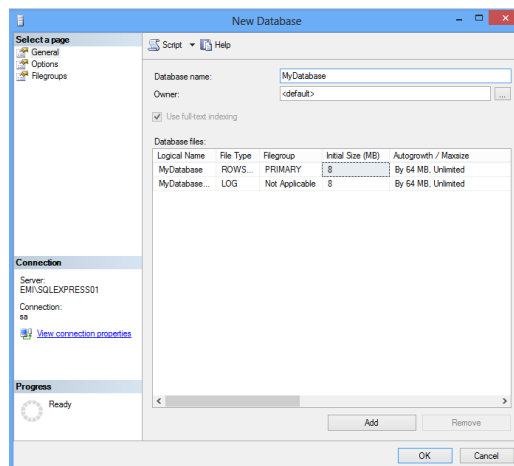 New Database
Select a page
General
Options
Filegroups
Script Help
Database name: MyDatabase
Owner: <default> ...
Use full-text indexing
Database files:
Logical Name File Type Filegroup Initial Size (MB) Autogrowth / Maxsize
MyDatabase ROWS... PRIMARY 8 By 64 MB, Unlimited
MyDatabase... LOG Not Applicable 8 By 64 MB, Unlimited
Connection
Server:
EMI\SQLEXPRESS01
Connection:
sa
View connection properties
Progress
Ready
Add Remove
OK Cancel